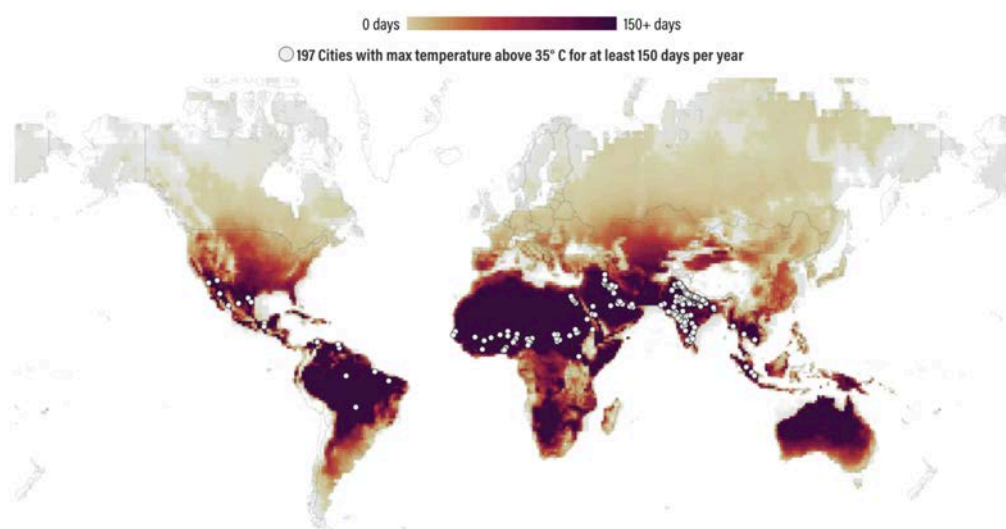 0 days 150+ days
197 Cities with max temperature above 35° C for at least 150 days per year